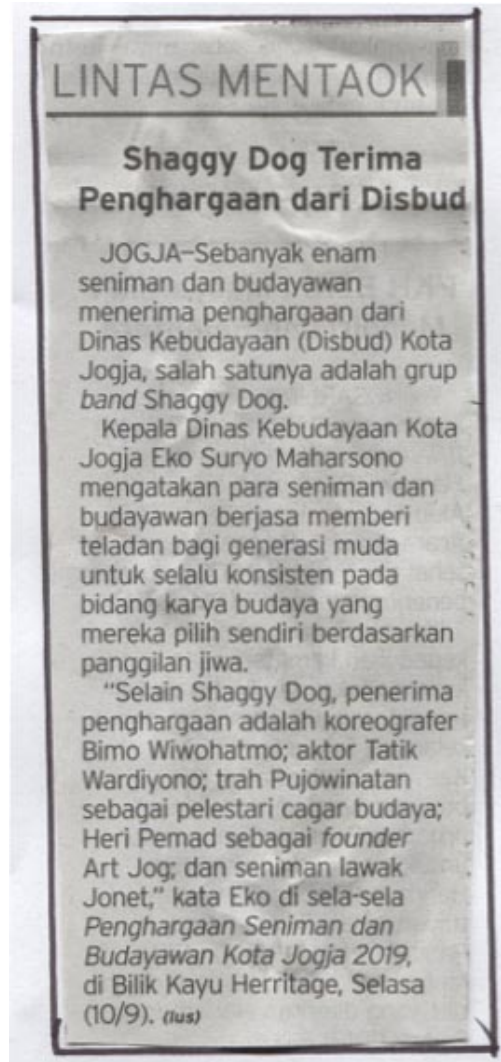 LINTAS MENTAOK
Shaggy Dog Terima
Penghargaan dari Disbud
JOGJA–Sebanyak enam
seniman dan budayawan
menerima penghargaan dari
Dinas Kebudayaan (Disbud) Kota
Jogja, salah satunya adalah grup
band Shaggy Dog.
Kepala Dinas Kebudayaan Kota
Jogja Eko Suryo Maharsono
mengatakan para seniman dan
budayawan berjasa memberi
teladan bagi generasi muda
untuk selalu konsisten pada
bidang karya budaya yang
mereka pilih sendiri berdasarkan
panggilan jiwa.
“Selain Shaggy Dog, penerima
penghargaan adalah koreografer
Bimo Wiwohatmo; aktor Tatik
Wardiyono; trah Pujowinatan
sebagai pelestari cagar budaya;
Heri Pemad sebagai founder
Art Jog; dan seniman lawak
Jonet,” kata Eko di sela-sela
Penghargaan Seniman dan
Budayawan Kota Jogja 2019,
di Bilik Kayu Herritage, Selasa
(10/9). (lus)